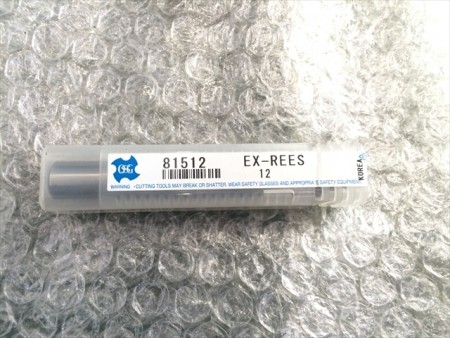 OSG
81512 EX-REES
12
WARNING •CUTTING TOOLS MAY BREAK OR SHATTER. WEAR SAFETY GLASSES AND APPROPRIATE SAFETY EQUIPMENT
KOREA